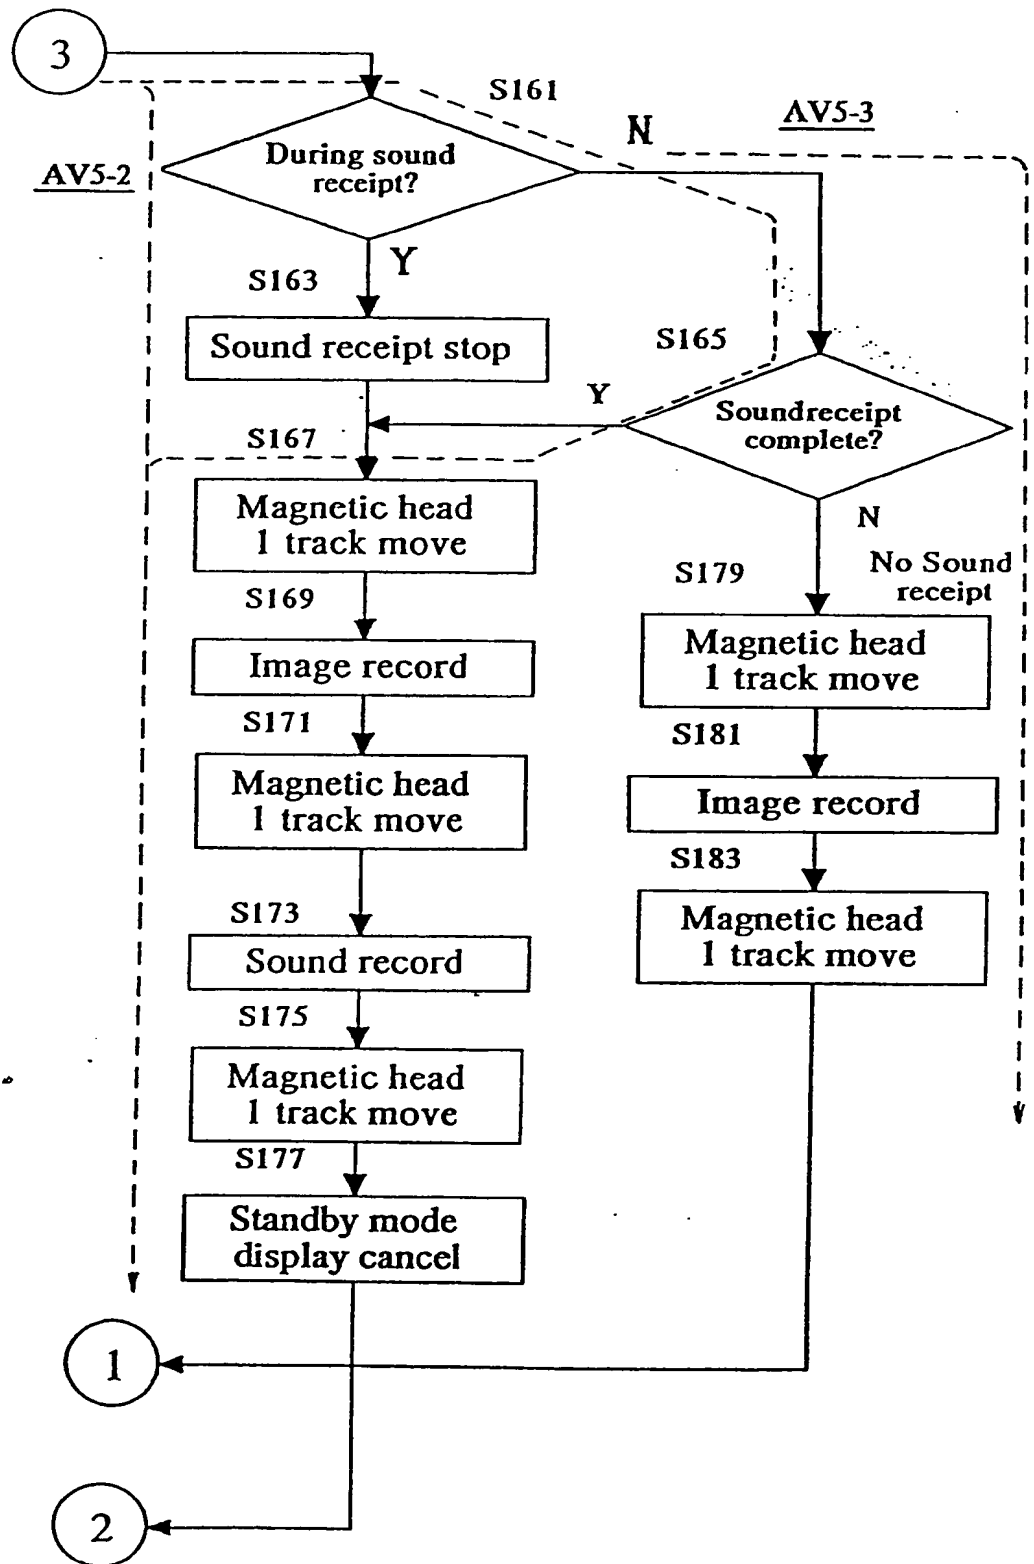 3
S161
AV5-3
N
During sound
receipt?
AV5-2
Y
S163
Sound receipt stop
S165
Y
Soundreceipt
complete?
S167
Magnetic head
1 track move
N
No Sound
receipt
S169
S179
Image record
Magnetic head
1 track move
S171
S181
Magnetic head
1 track move
Image record
S183
S173
Magnetic head
1 track move
Sound record
S175
Magnetic head
1 track move
S177
Standby mode
display cancel
1
2